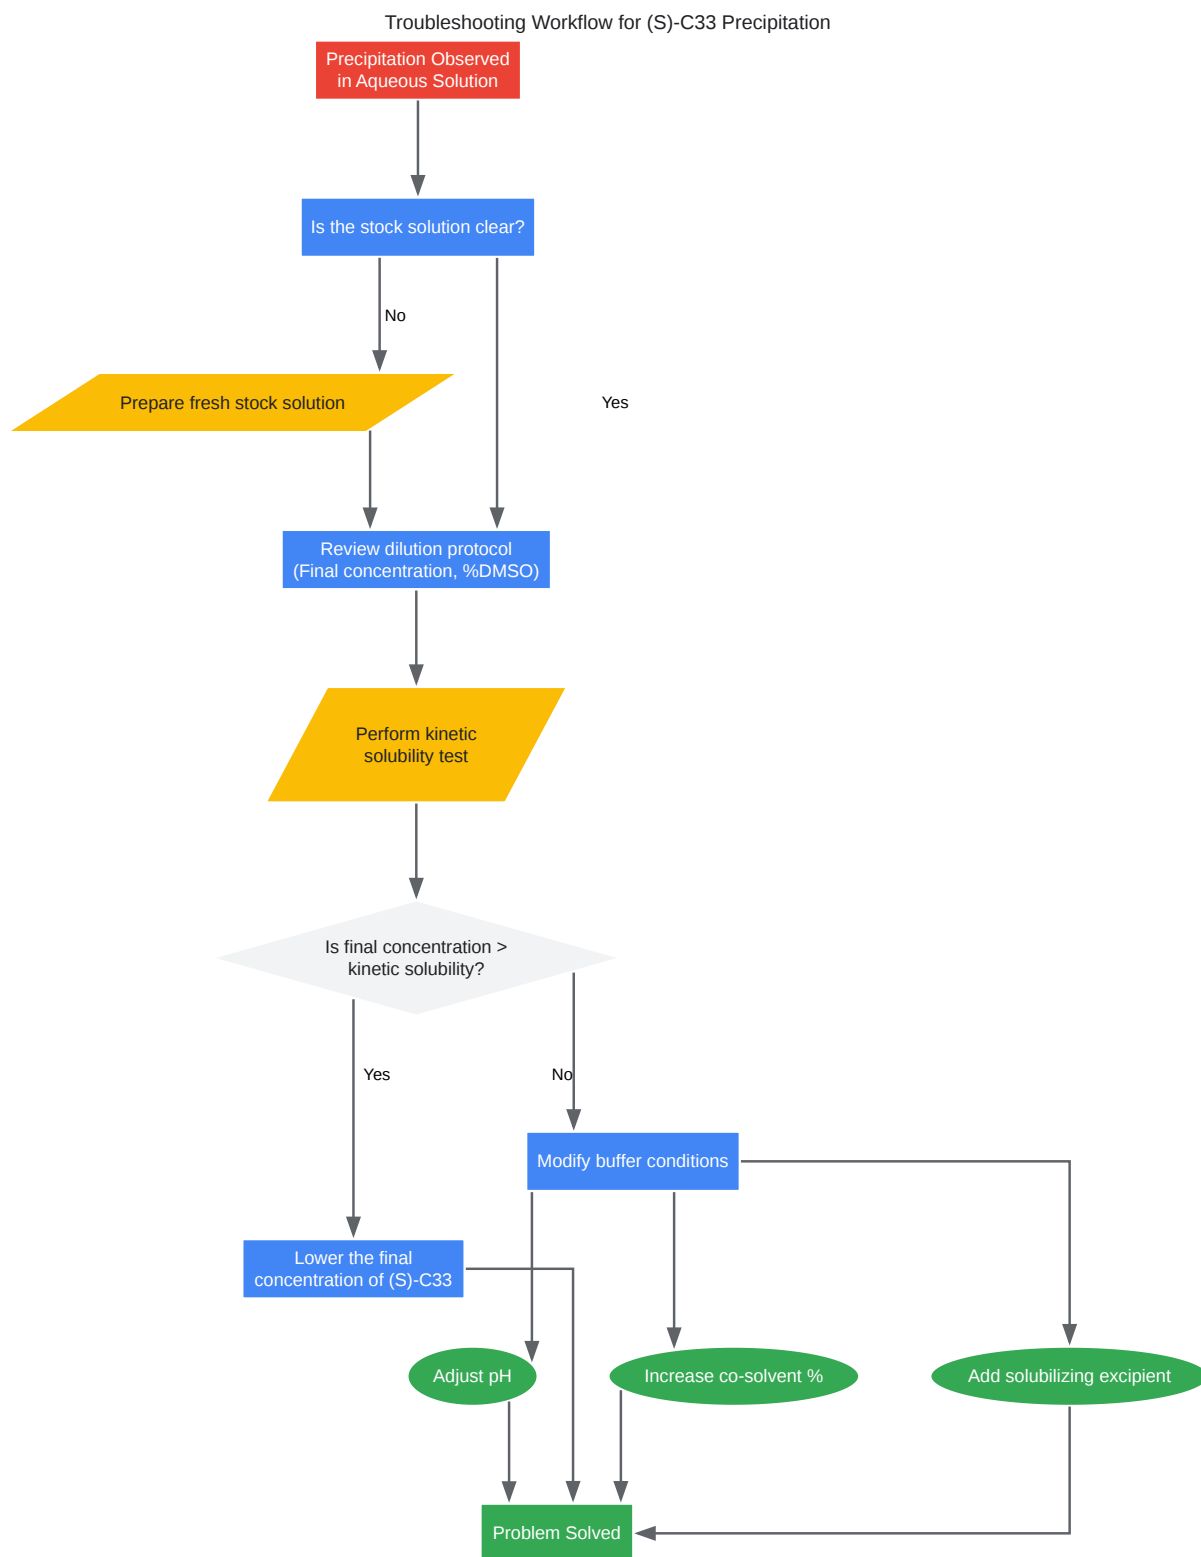 Troubleshooting Workflow for (S)-C33 Precipitation
Precipitation Observed
in Aqueous Solution
Is the stock solution clear?
No
Prepare fresh stock solution
Yes
Review dilution protocol
(Final concentration, %DMSO)
Perform kinetic
solubility test
Is final concentration >
kinetic solubility?
Yes
No
Modify buffer conditions
Lower the final
concentration of (S)-C33
Adjust pH
Increase co-solvent %
Add solubilizing excipient
Problem Solved